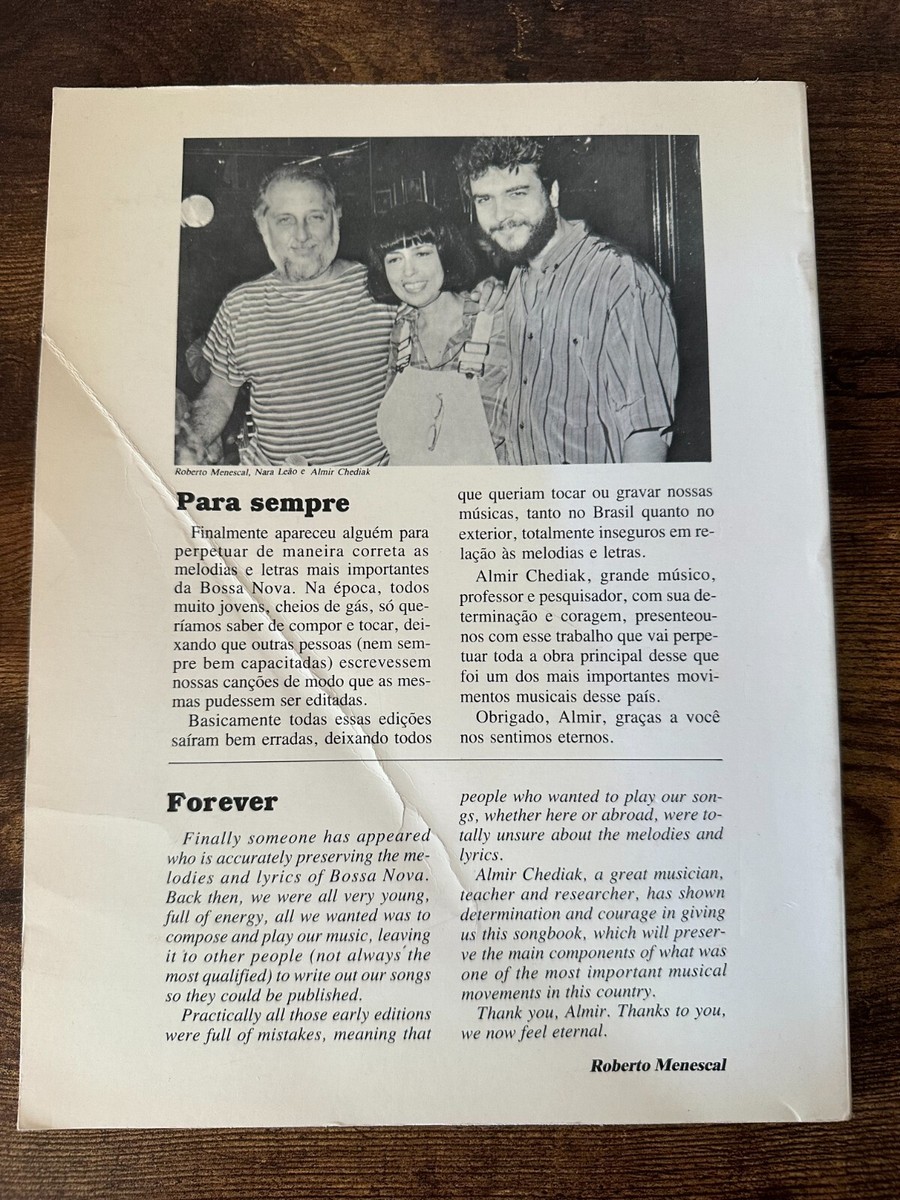 Roberto Menescal, Nara Leão e Almir Chediak
Para sempre
Finalmente apareceu alguém para
perpetuar de maneira correta as
melodias e letras mais importantes
da Bossa Nova. Na época, todos
muito jovens, cheios de gás, só que-
ríamos saber de compor e tocar, dei-
xando que outras pessoas (nem sem-
pre bem capacitadas) escrevessem
nossas canções de modo que as mes-
mas pudessem ser editadas.
Basicamente todas essas edições
saíram bem erradas, deixando todos
que queriam tocar ou gravar nossas
músicas, tanto no Brasil quanto no
exterior, totalmente inseguros em re-
lação às melodias e letras.
Almir Chediak, grande músico,
professor e pesquisador, com sua de-
terminação e coragem, presenteou-
nos com esse trabalho que vai perpe-
tuar toda a obra principal desse que
foi um dos mais importantes movi-
mentos musicais desse país.
Obrigado, Almir, graças a você
nos sentimos eternos.
Forever
Finally someone has appeared
who is accurately preserving the me-
lodies and lyrics of Bossa Nova.
Back then, we were all very young,
full of energy, all we wanted was to
compose and play our music, leaving
it to other people (not always the
most qualified) to write out our songs
so they could be published.
Practically all those early editions
were full of mistakes, meaning that
people who wanted to play our son-
gs, whether here or abroad, were to-
tally unsure about the melodies and
lyrics.
Almir Chediak, a great musician,
teacher and researcher, has shown
determination and courage in giving
us this songbook, which will preser-
ve the main components of what was
one of the most important musical
movements in this country.
Thank you, Almir. Thanks to you,
we now feel eternal.
Roberto Menescal